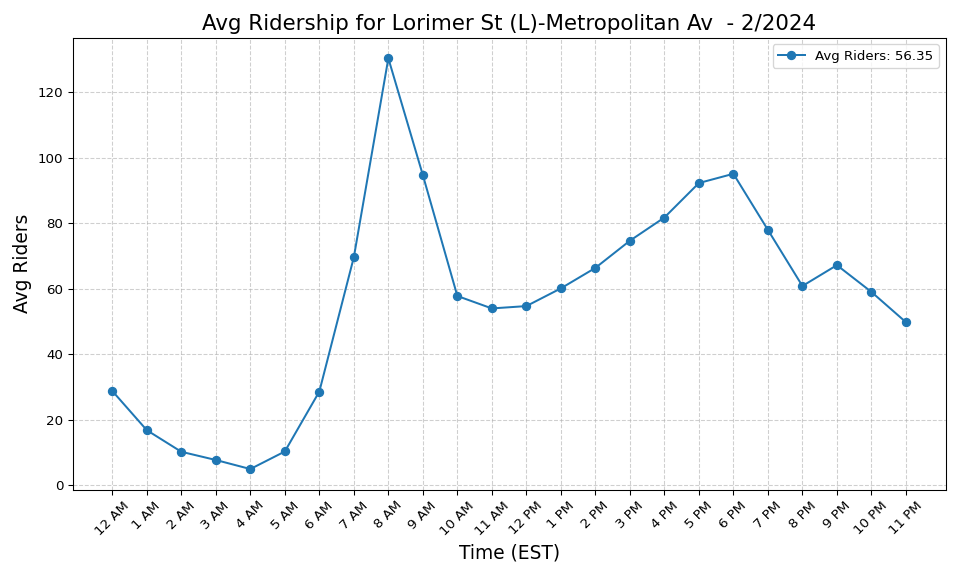 Avg Ridership for Lorimer St (L)-Metropolitan Av  - 2/2024
Avg Riders: 56.35
Avg Riders
120
100
80
60
40
20
0
12 AM
1 AM
2 AM
3 AM
4 AM
5 AM
6 AM
7 AM
8 AM
9 AM
10 AM
11 AM
12 PM
1 PM
2 PM
3 PM
4 PM
5 PM
6 PM
7 PM
8 PM
9 PM
10 PM
11 PM
Time (EST)